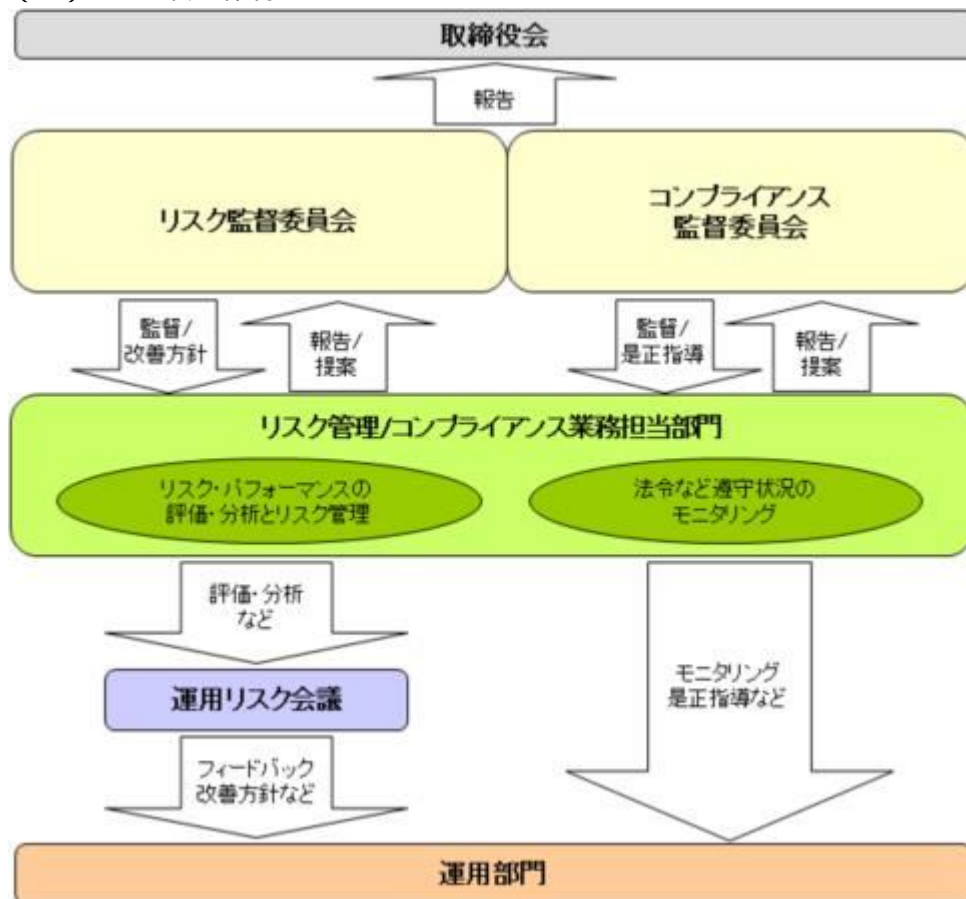 取締役会
報告
リスク監督委員会
コンプライアンス
監督委員会
監督/
改善方針
報告/
提案
監督/
是正指導
報告/
提案
リスク管理/コンプライアンス業務担当部門
リスク・パフォーマンスの
評価・分析とリスク管理
法令など遵守状況の
モニタリング
評価・分析
など
運用リスク会議
モニタリング
是正指導など
フィードバック
改善方針など
運用部門